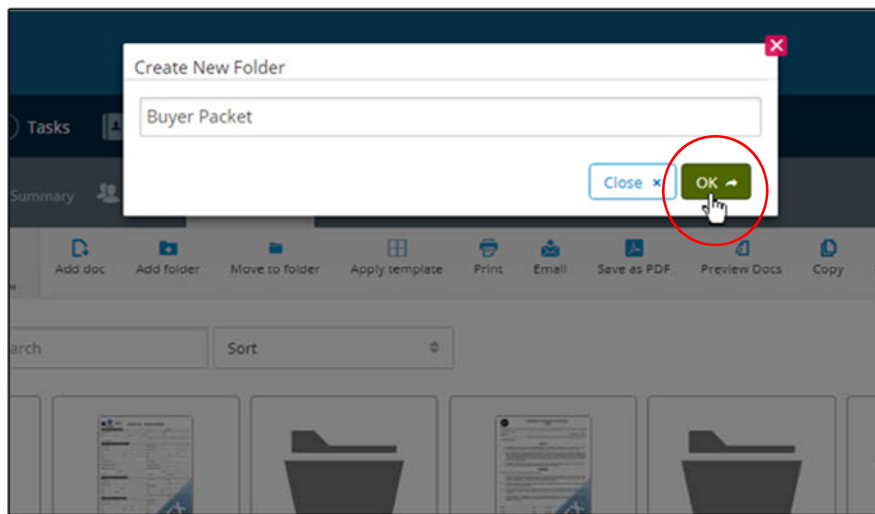 Create New Folder
Buyer Packet
Close × OK
Tasks
Summary
Add doc Add folder Move to folder Apply template Print Email Save as PDF Preview Docs Copy
arch Sort